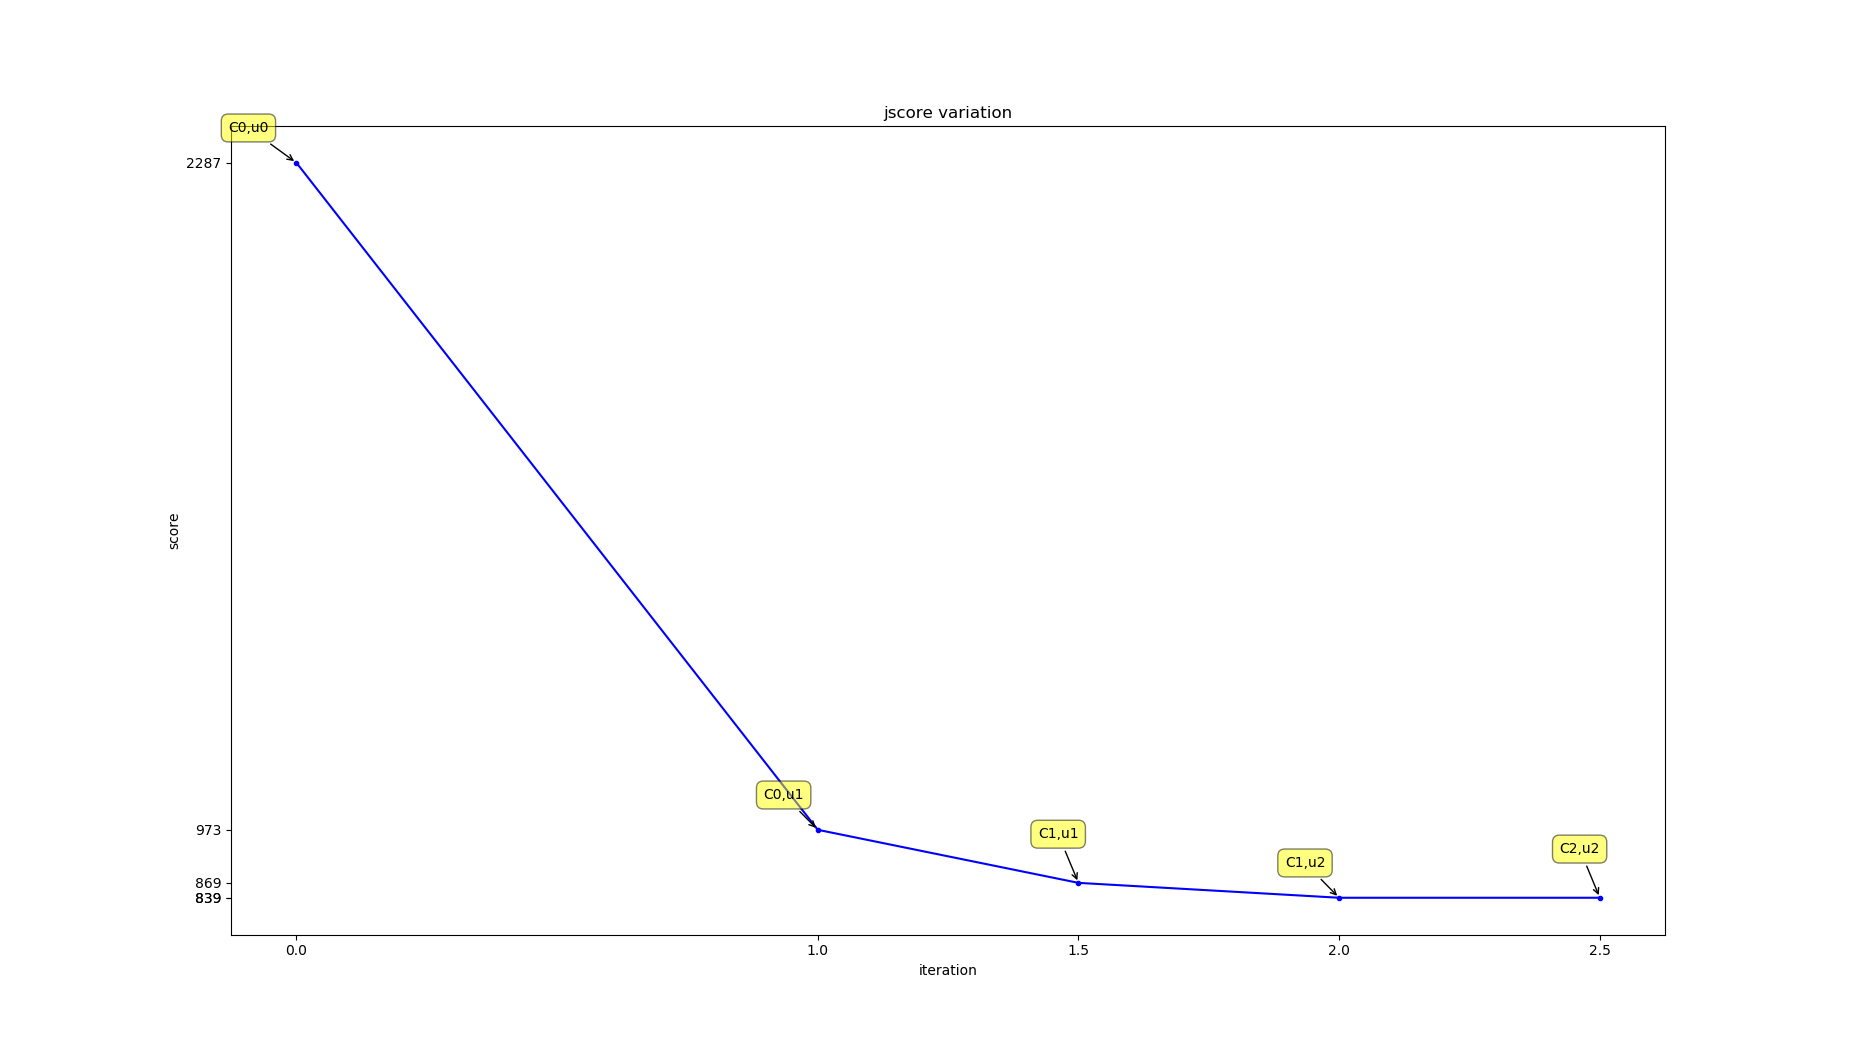 jscore variation
C0,u0
2287
score
C0,u1
973
C1,u1
C1,u2
C2,u2
869
839
0.0 1.0 1.5 2.0 2.5
iteration